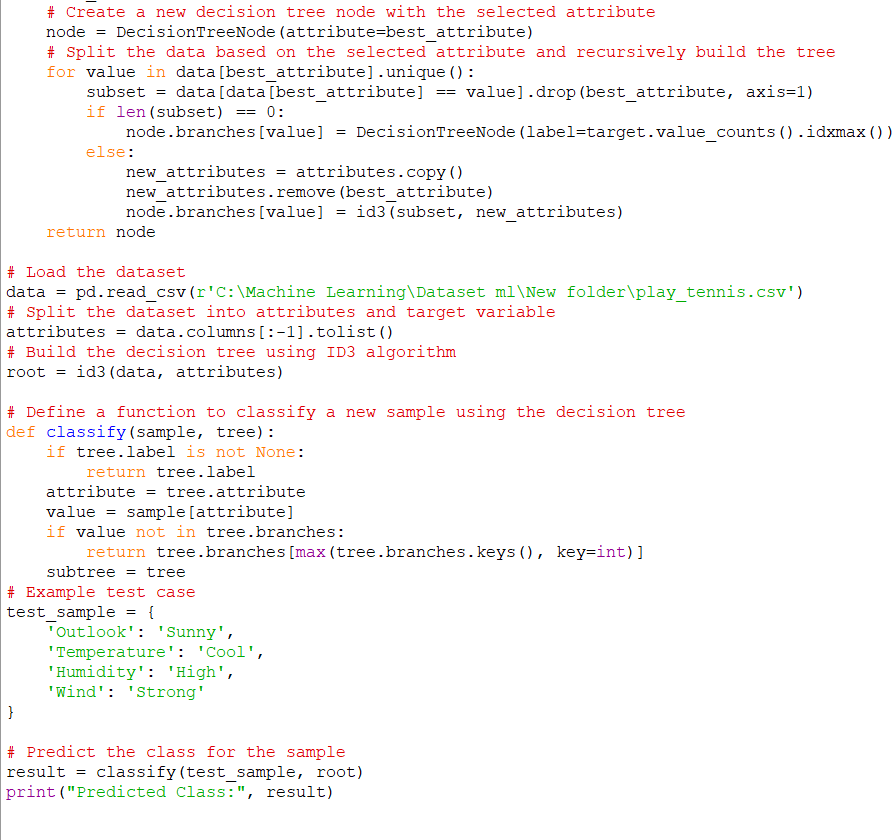 # Create a new decision tree node with the selected attribute
    node = DecisionTreeNode(attribute=best_attribute)
    # Split the data based on the selected attribute and recursively build the tree
    for value in data[best_attribute].unique():
        subset = data[data[best_attribute] == value].drop(best_attribute, axis=1)
        if len(subset) == 0:
            node.branches[value] = DecisionTreeNode(label=target.value_counts().idxmax())
        else:
            new_attributes = attributes.copy()
            new_attributes.remove(best_attribute)
            node.branches[value] = id3(subset, new_attributes)
    return node

# Load the dataset
data = pd.read_csv(r'C:\Machine Learning\Dataset ml\New folder\play_tennis.csv')
# Split the dataset into attributes and target variable
attributes = data.columns[:-1].tolist()
# Build the decision tree using ID3 algorithm
root = id3(data, attributes)

# Define a function to classify a new sample using the decision tree
def classify(sample, tree):
    if tree.label is not None:
        return tree.label
    attribute = tree.attribute
    value = sample[attribute]
    if value not in tree.branches:
        return tree.branches[max(tree.branches.keys(), key=int)]
    subtree = tree
# Example test case
test_sample = {
    'Outlook': 'Sunny',
    'Temperature': 'Cool',
    'Humidity': 'High',
    'Wind': 'Strong'
}

# Predict the class for the sample
result = classify(test_sample, root)
print("Predicted Class:", result)